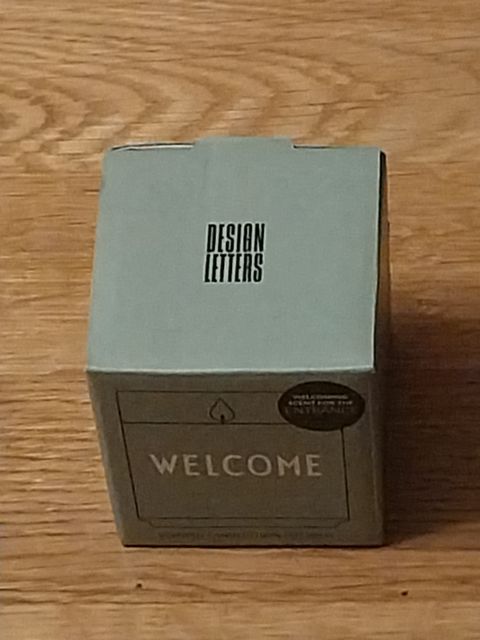 DESIGN
LETTERS
WELCOMING
SCENT FOR THE
ENTRANCE
WELCOME